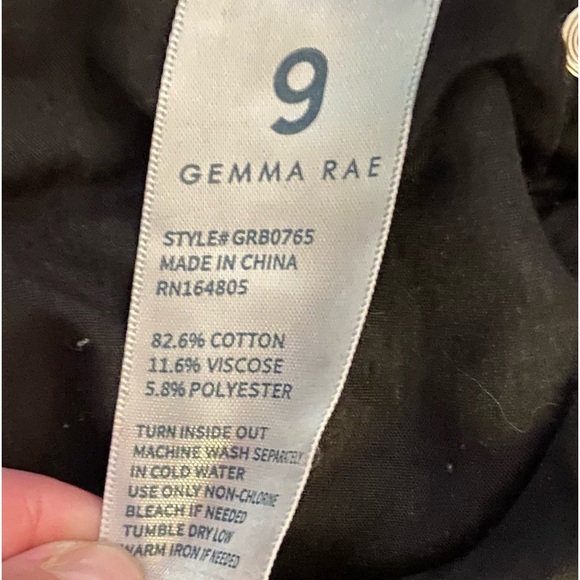 9
GEMMA RAE
STYLE# GRB0765
MADE IN CHINA
RN164805
82.6% COTTON
11.6% VISCOSE
5.8% POLYESTER
TURN INSIDE OUT
MACHINE WASH SEPARATELY
IN COLD WATER
USE ONLY NON-CHLORINE
BLEACH IF NEEDED
TUMBLE DRY LOW
WARM IRON IF NEEDED